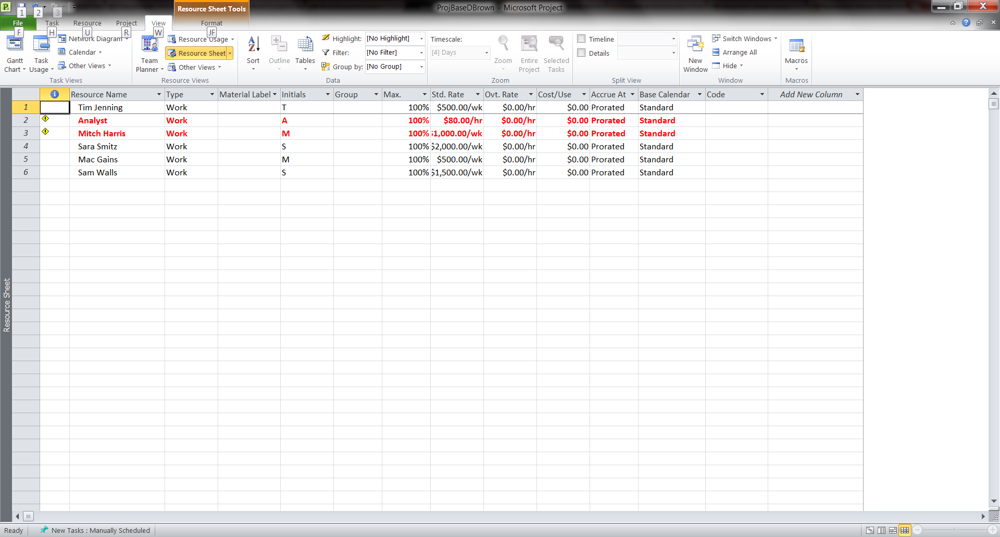 ProjBaseDBrown - Microsoft Project
Resource Sheet Tools
1 2 3
File Task Resource Project View Format
F H U R W JF
Gantt Chart
Task Usage
Network Diagram
Calendar
Other Views
Task Views
Team Planner
Resource Usage
Resource Sheet
Other Views
Resource Views
Sort
Outline
Tables
Highlight: [No Highlight]
Filter: [No Filter]
Group by: [No Group]
Data
Timescale:
[4] Days
Zoom
Entire Project
Selected Tasks
Zoom
Timeline
Details
Split View
New Window
Switch Windows
Arrange All
Hide
Window
Macros
Macros
Resource Name Type Material Label Initials Group Max. Std. Rate Ovt. Rate Cost/Use Accrue At Base Calendar Code Add New Column
1 Tim Jenning Work T 100% $500.00/wk $0.00/hr $0.00 Prorated Standard
2 Analyst Work A 100% $80.00/hr $0.00/hr $0.00 Prorated Standard
3 Mitch Harris Work M 100% $1,000.00/wk $0.00/hr $0.00 Prorated Standard
4 Sara Smitz Work S 100% $2,000.00/wk $0.00/hr $0.00 Prorated Standard
5 Mac Gains Work M 100% $500.00/wk $0.00/hr $0.00 Prorated Standard
6 Sam Walls Work S 100% $1,500.00/wk $0.00/hr $0.00 Prorated Standard
Resource Sheet
Ready New Tasks : Manually Scheduled